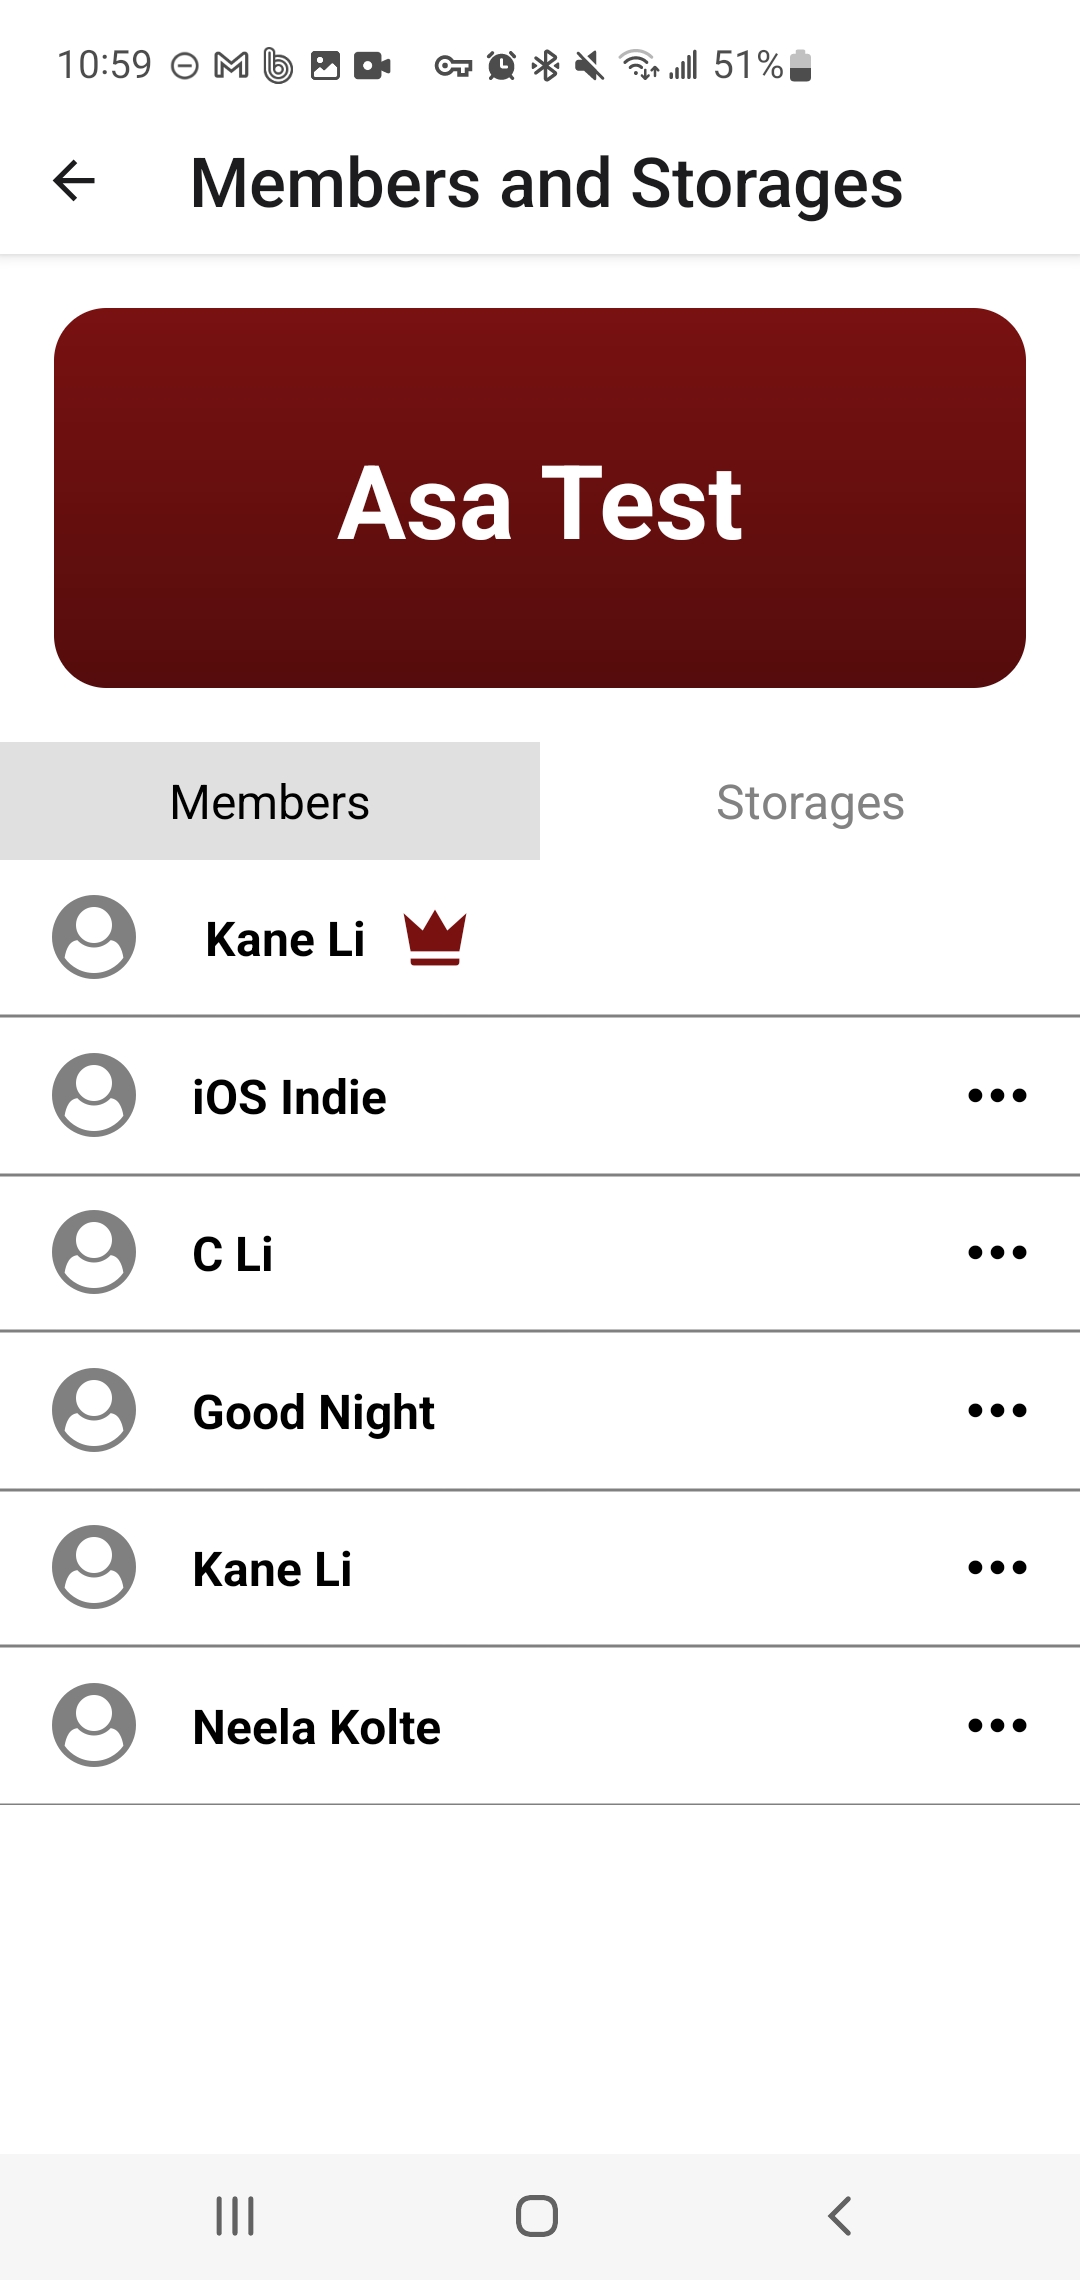 10:59 51%
Members and Storages
Asa Test
Members Storages
Kane Li
iOS Indie
C Li
Good Night
Kane Li
Neela Kolte